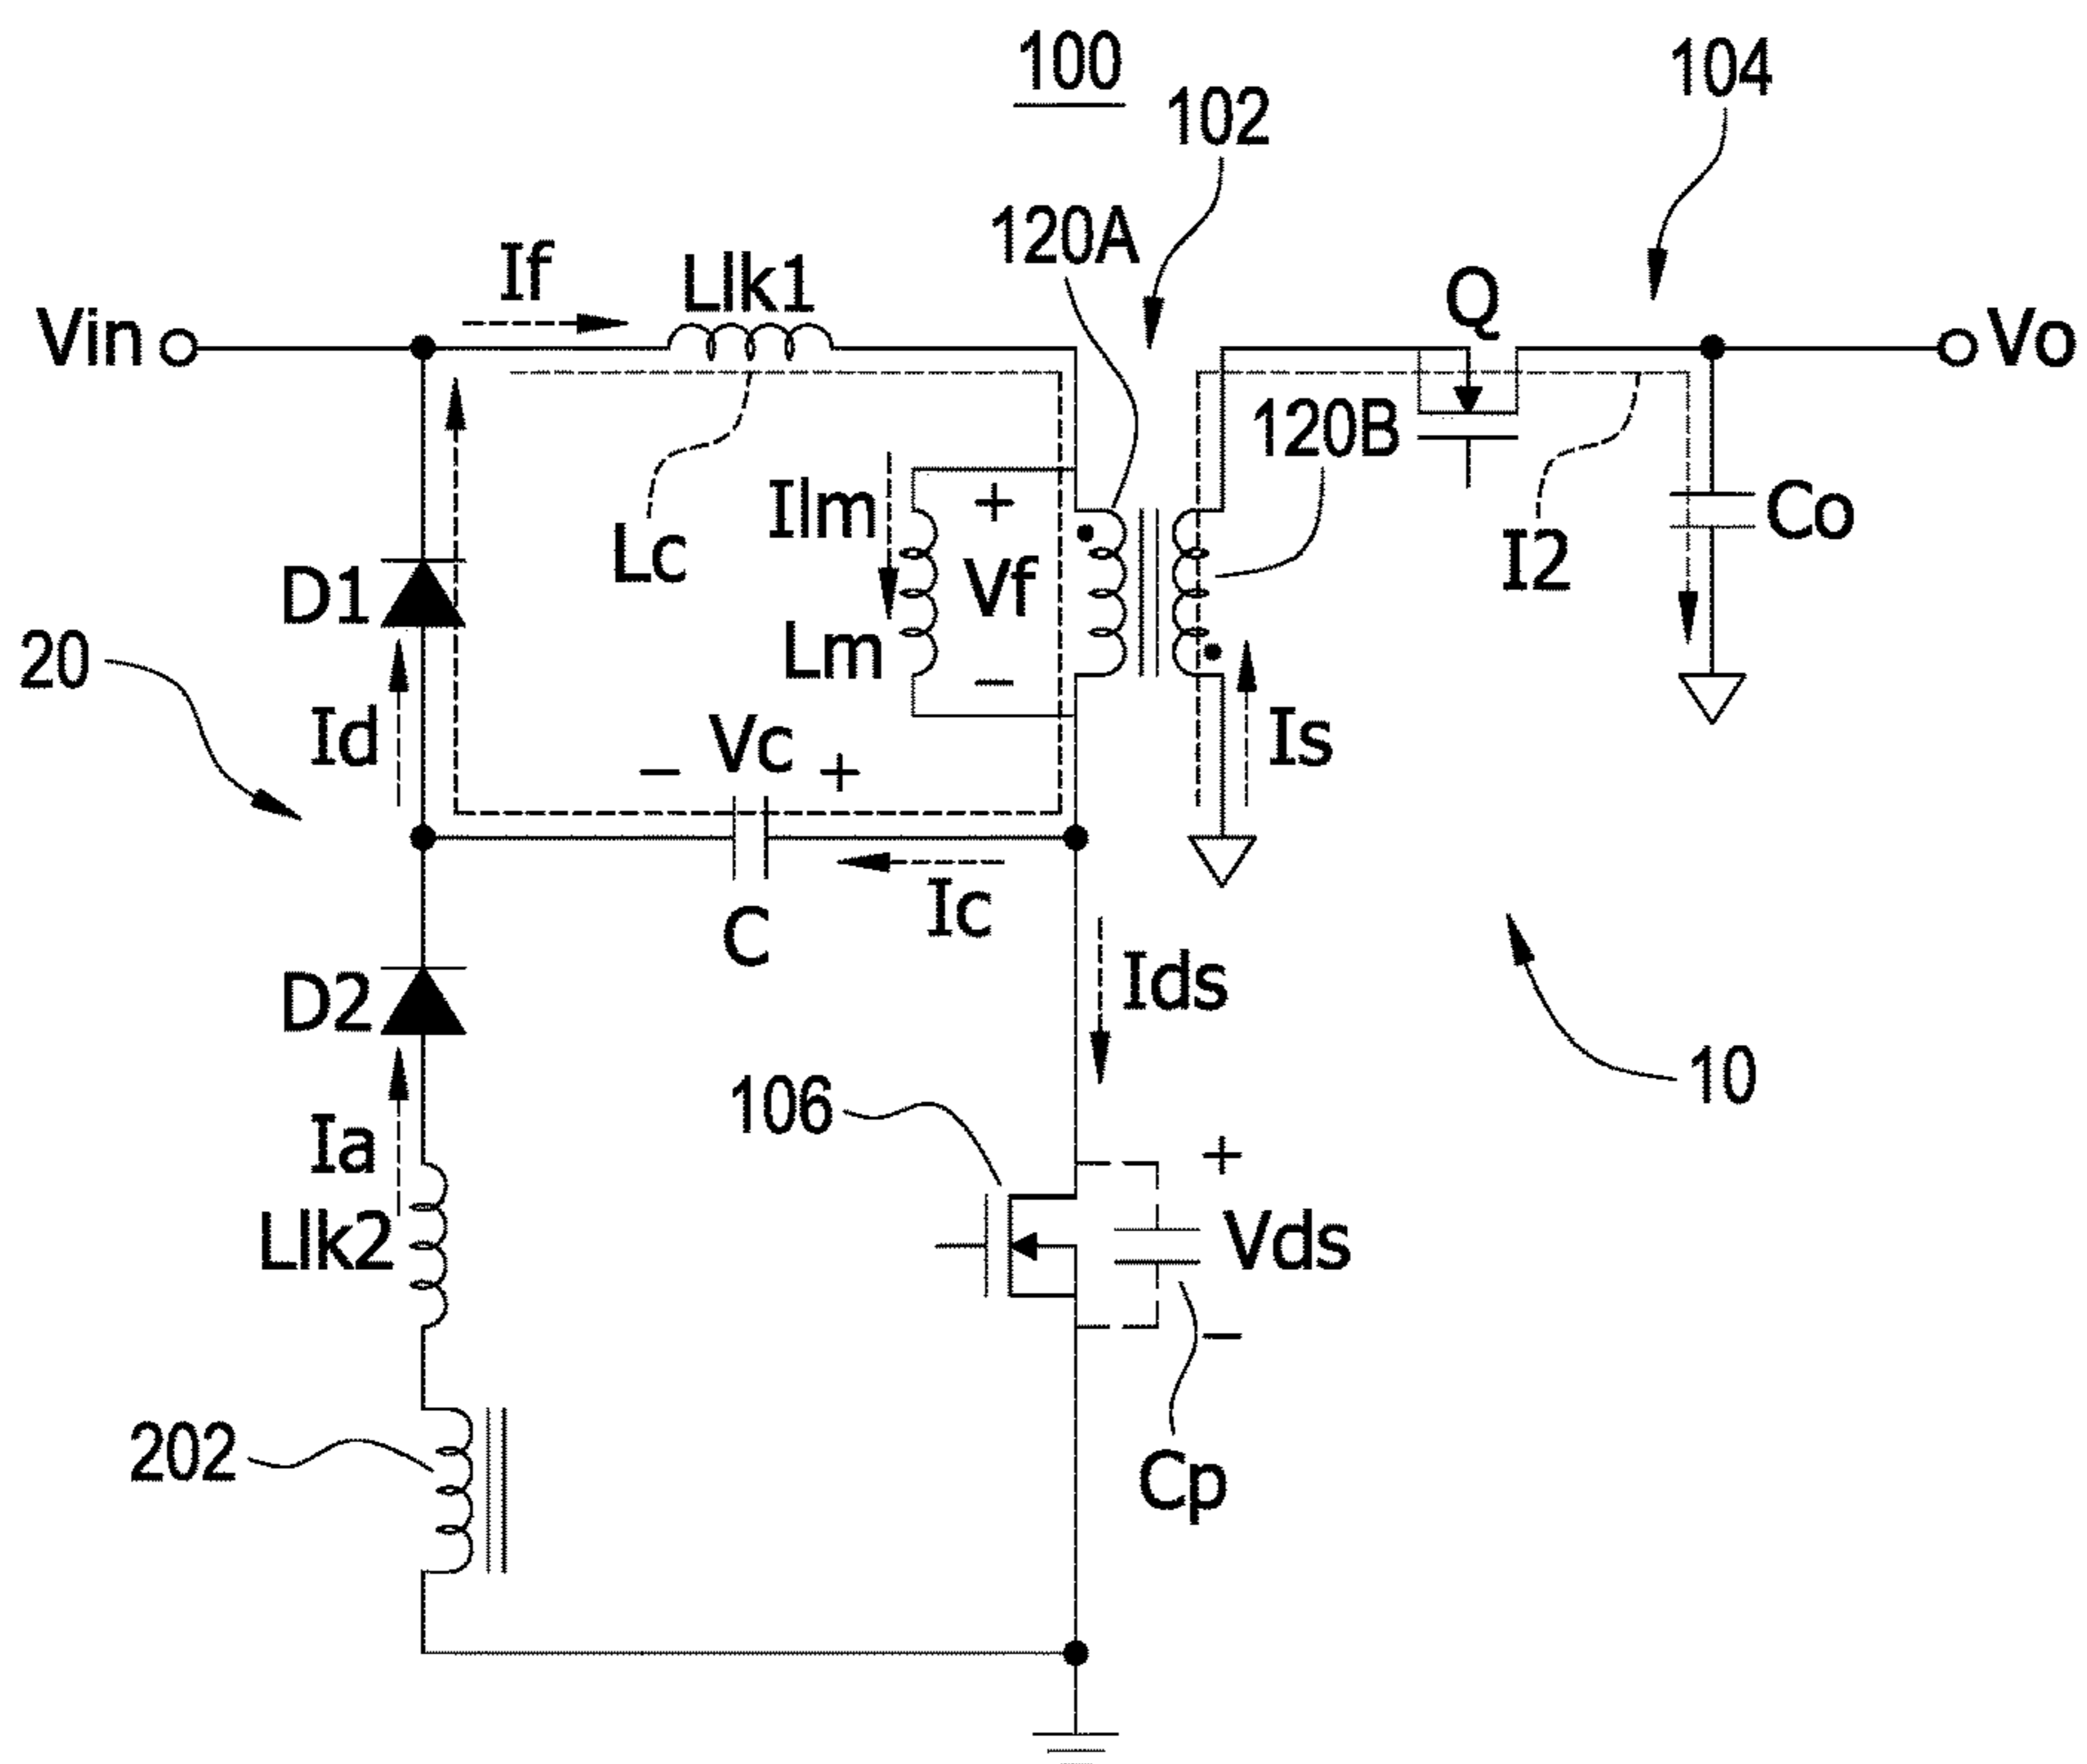 100
104
102
120A
If
Llk1
Q
Vin
Vo
120B
Ilm
+
Co
Lc
Vf
I2
D1
Lm
20
−
Id
Vc
Is
− +
Ic
C
Ids
D2
10
106
Ia
+
Llk2
Vds
−
202
Cp